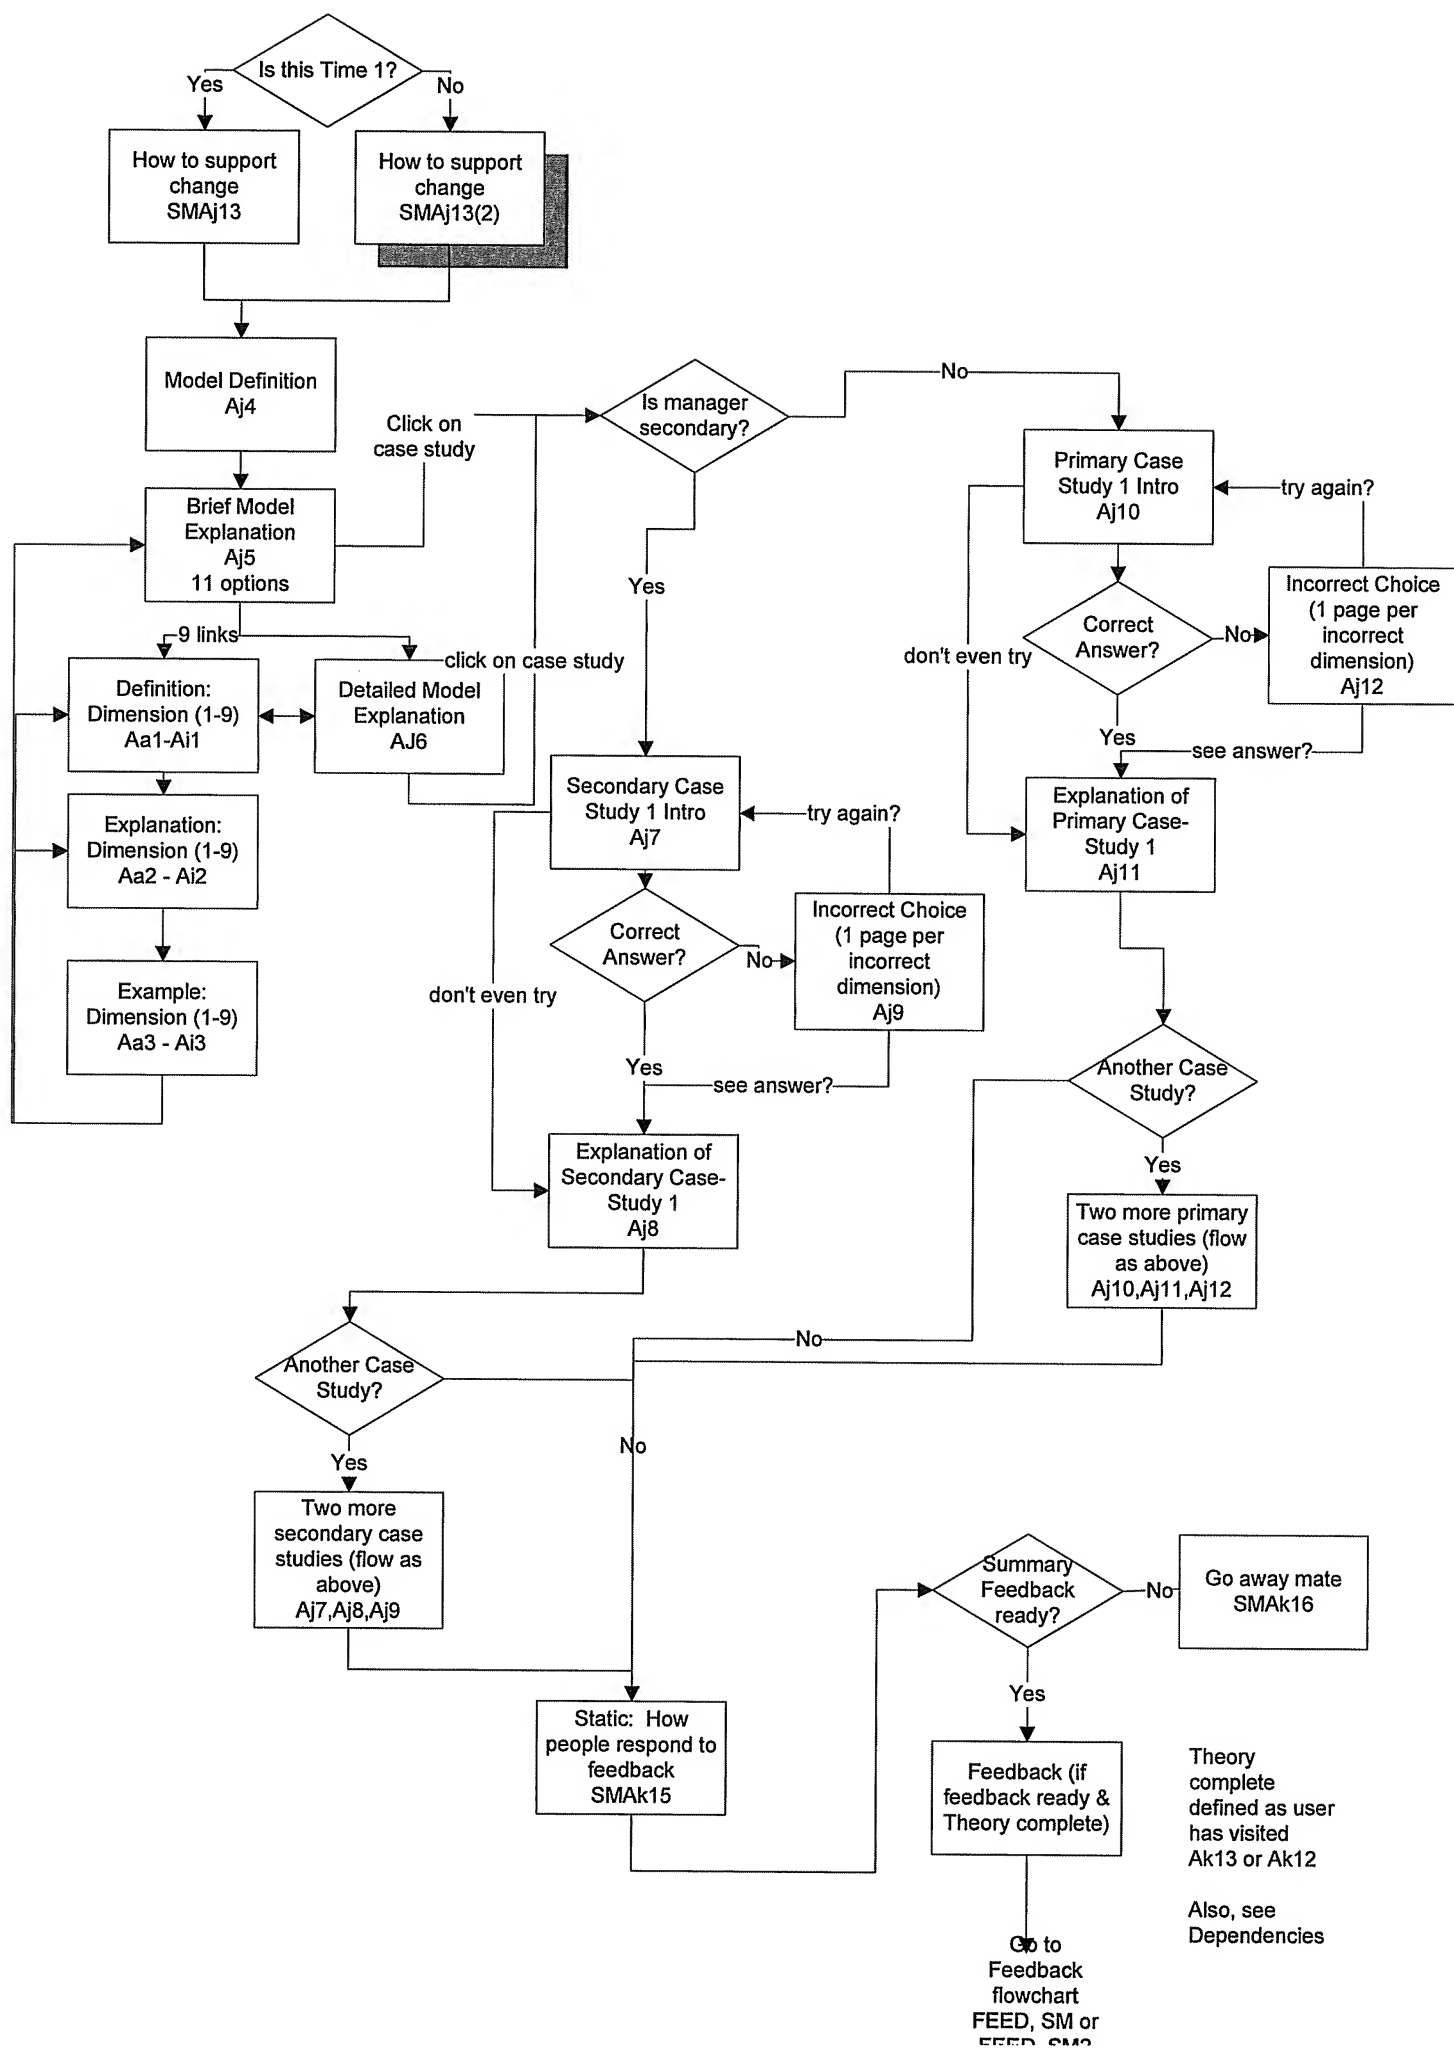 Is this Time 1?
Yes
No
How to support
change
SMAj13
How to support
change
SMAj13(2)
Model Definition
Aj4
Click on
case study
Is manager
secondary?
No
Primary Case
Study 1 Intro
Aj10
try again?
Brief Model
Explanation
Aj5
11 options
Yes
Incorrect Choice
(1 page per
incorrect
dimension)
Aj12
Correct
Answer?
No
don't even try
9 links
click on case study
Definition:
Dimension (1-9)
Aa1-Ai1
Detailed Model
Explanation
AJ6
Yes
see answer?
Secondary Case
Study 1 Intro
Aj7
try again?
Explanation of
Primary Case-
Study 1
Aj11
Explanation:
Dimension (1-9)
Aa2 - Ai2
Correct
Answer?
No
Incorrect Choice
(1 page per
incorrect
dimension)
Aj9
don't even try
Example:
Dimension (1-9)
Aa3 - Ai3
Yes
see answer?
Another Case
Study?
Yes
Explanation of
Secondary Case-
Study 1
Aj8
Two more primary
case studies (flow
as above)
Aj10,Aj11,Aj12
No
Another Case
Study?
No
Yes
Two more
secondary case
studies (flow as
above)
Aj7,Aj8,Aj9
Summary
Feedback
ready?
No
Go away mate
SMAk16
Yes
Static: How
people respond to
feedback
SMAk15
Feedback (if
feedback ready &
Theory complete)
Theory
complete
defined as user
has visited
Ak13 or Ak12
Also, see
Dependencies
Go to
Feedback
flowchart
FEED, SM or